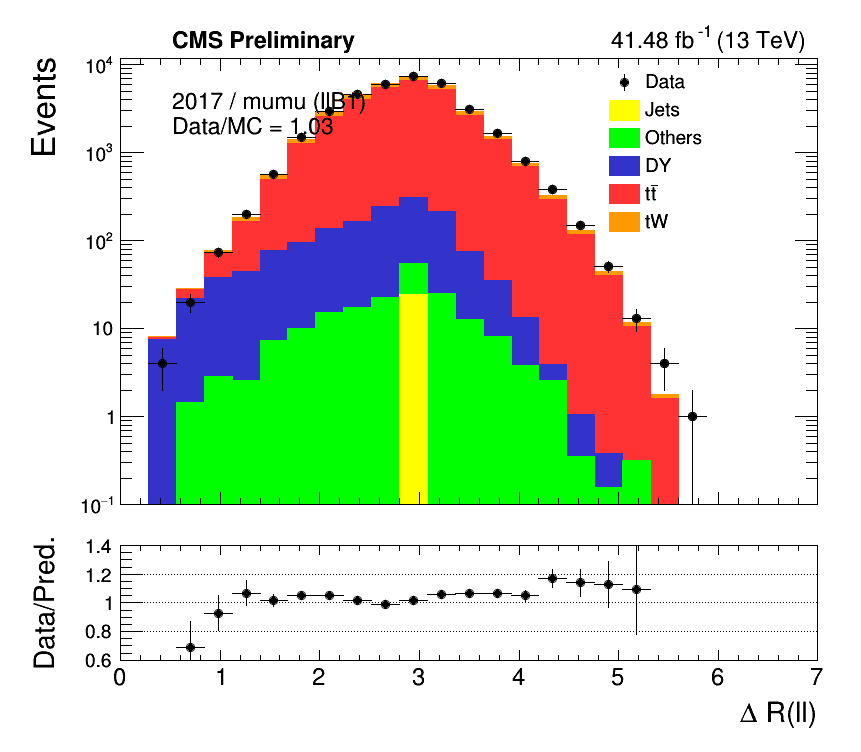 CMS Preliminary
41.48 fb⁻¹ (13 TeV)
Events
10⁴
10³
10²
10
1
10⁻¹
2017 / mumu (llB1)
Data/MC = 1.03
Data
Jets
Others
DY
tt̄
tW
Data/Pred.
1.4
1.2
1
0.8
0.6
0 1 2 3 4 5 6 7
Δ R(ll)